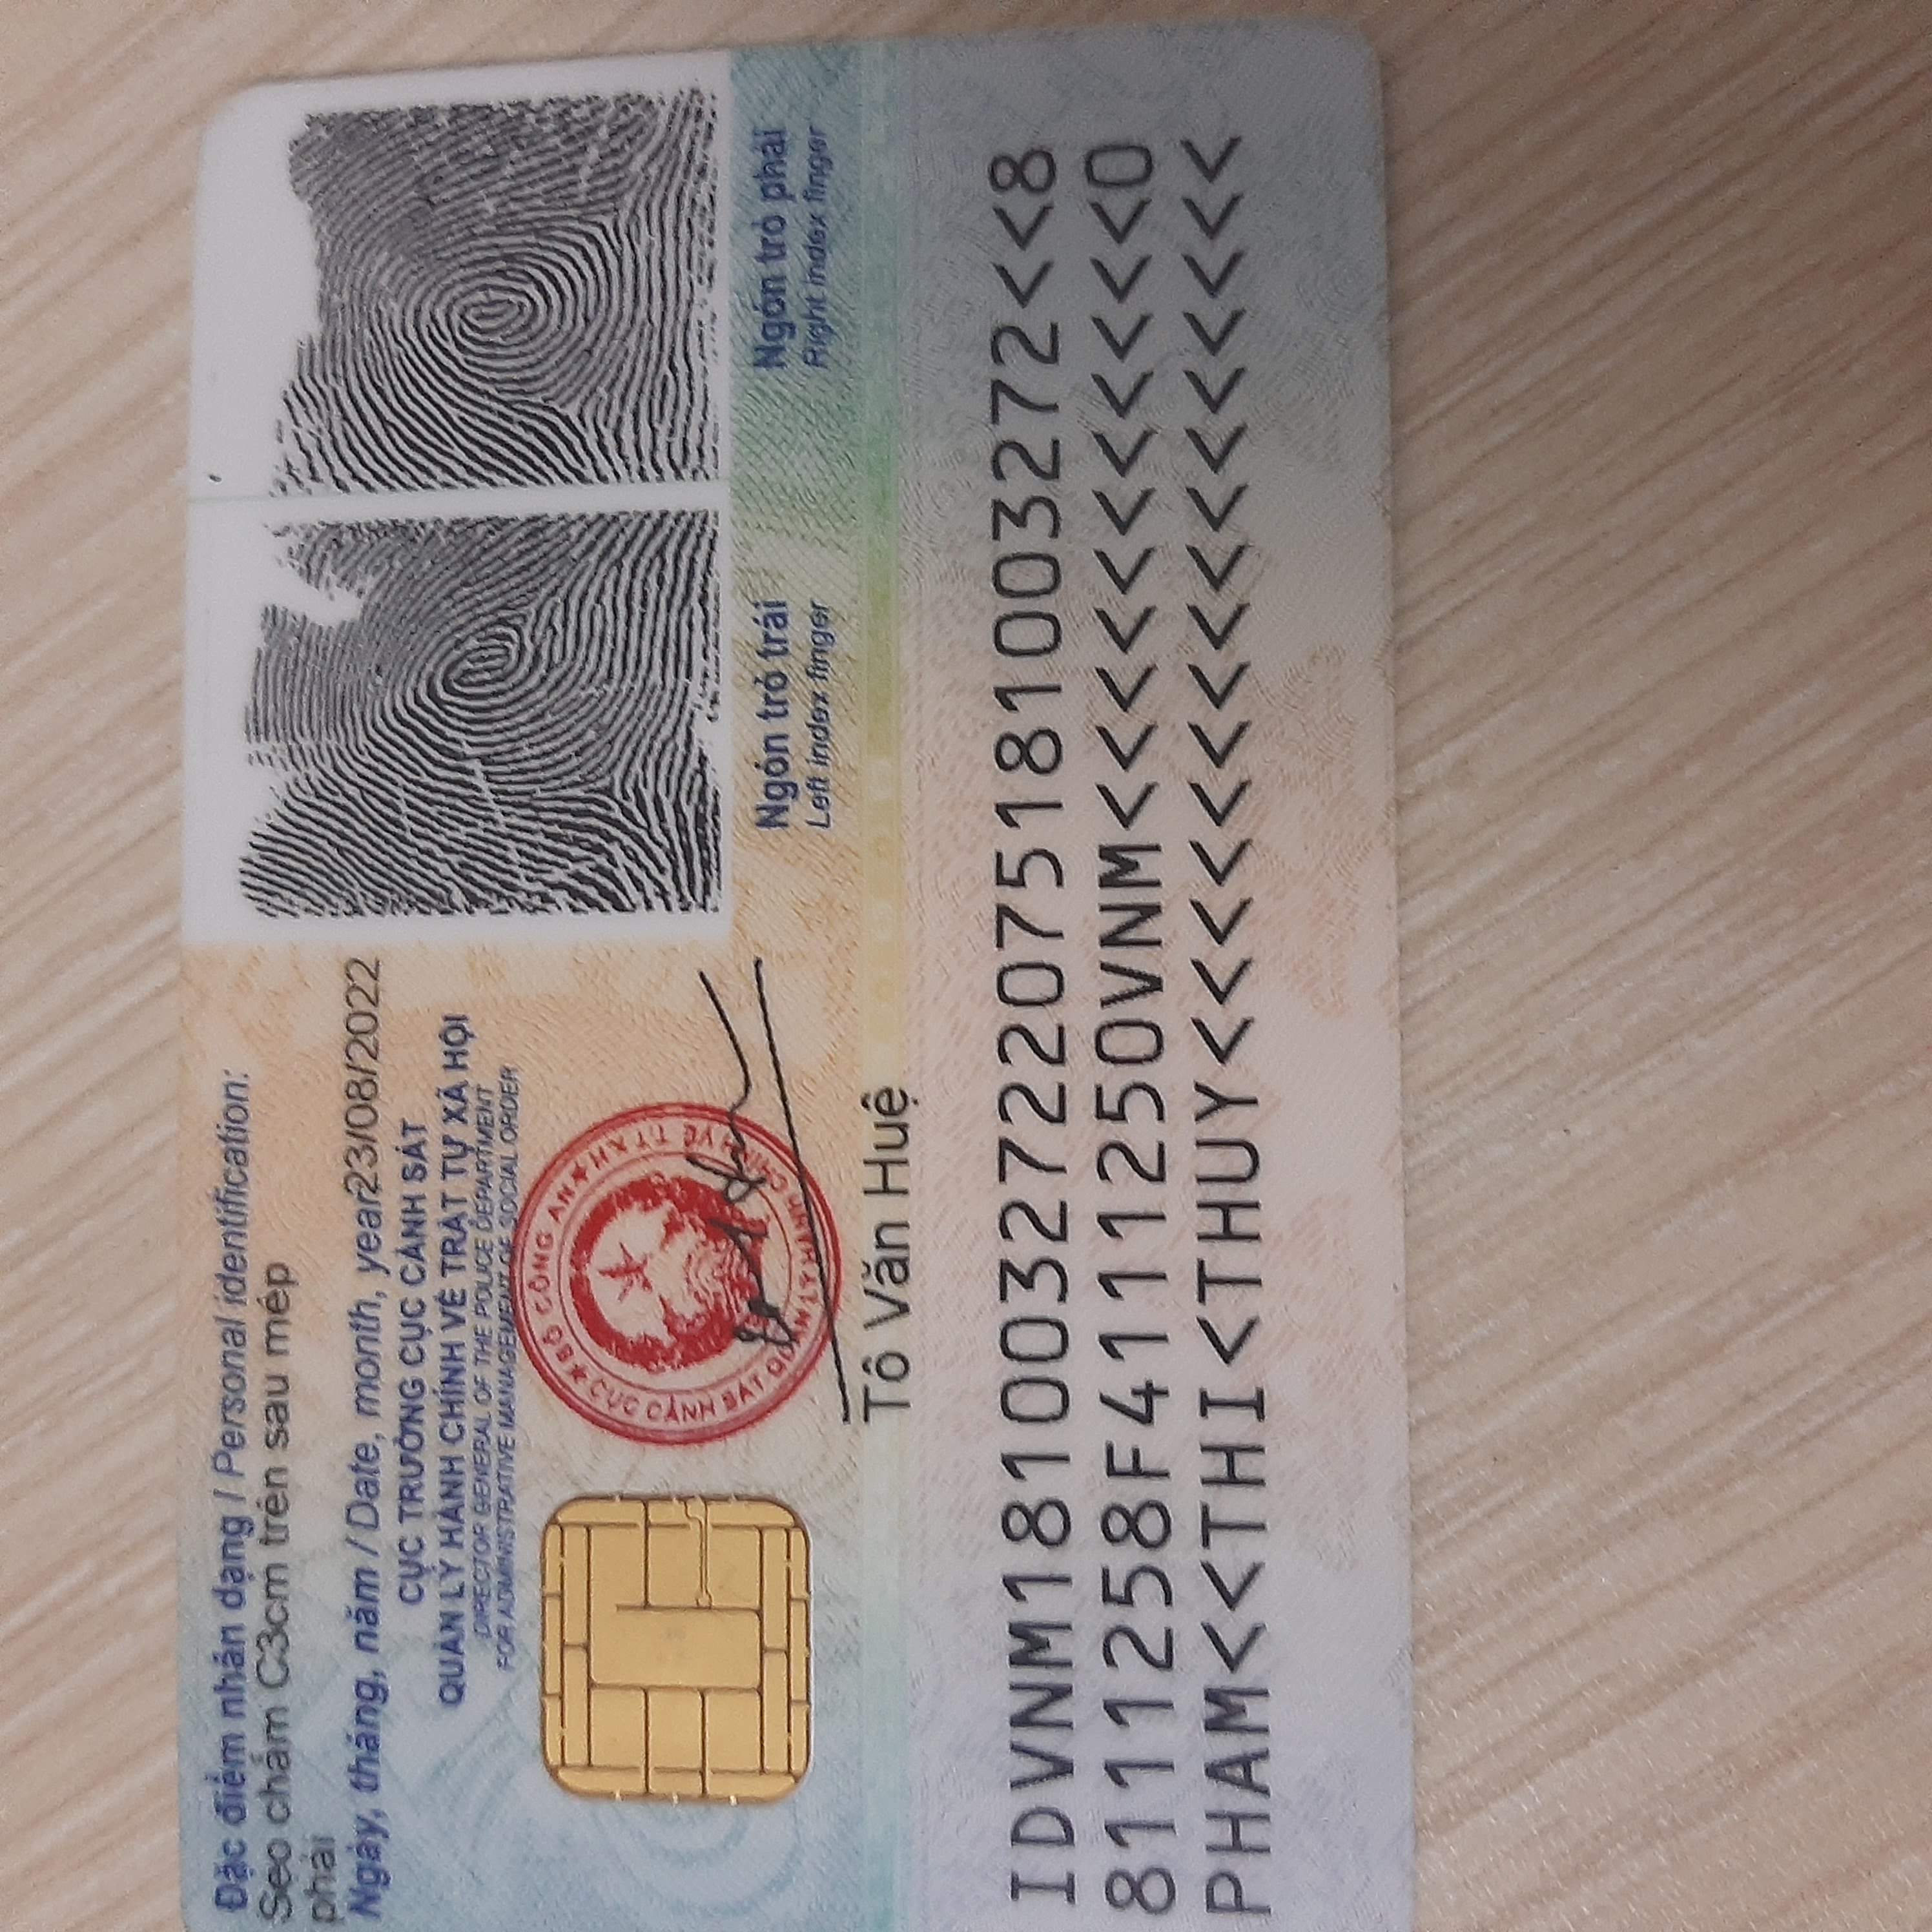 Đặc điểm nhân dạng / Personal identification:
Sẹo chấm C3cm trên sau mép
phải
Ngày, tháng, năm / Date, month, year 23/08/2022
CỤC TRƯỞNG CỤC CẢNH SÁT
QUẢN LÝ HÀNH CHÍNH VỀ TRẬT TỰ XÃ HỘI
DIRECTOR GENERAL OF THE POLICE DEPARTMENT
FOR ADMINISTRATIVE MANAGEMENT OF SOCIAL ORDER
BỘ CÔNG AN
CỤC CẢNH SÁT QUẢN LÝ HÀNH CHÍNH
Tô Văn Huệ
Ngón trỏ trái
Left index finger
Ngón trỏ phải
Right index finger
IDVNM1810032722075181003272<<8
8111258F4111250VNM<<<<<<<<<<<0
PHAM<<THI<THUY<<<<<<<<<<<<<<<<